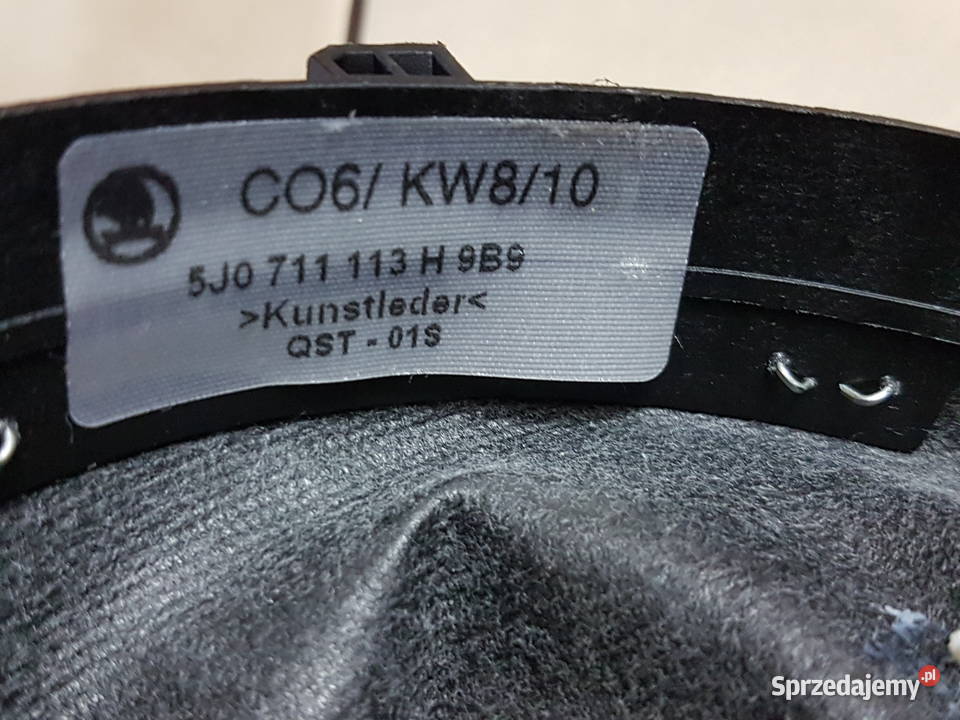 CO6/ KW8/10
5J0 711 113 H 9B9
>Kunstleder<
QST - 01S
Sprzedajemy.pl